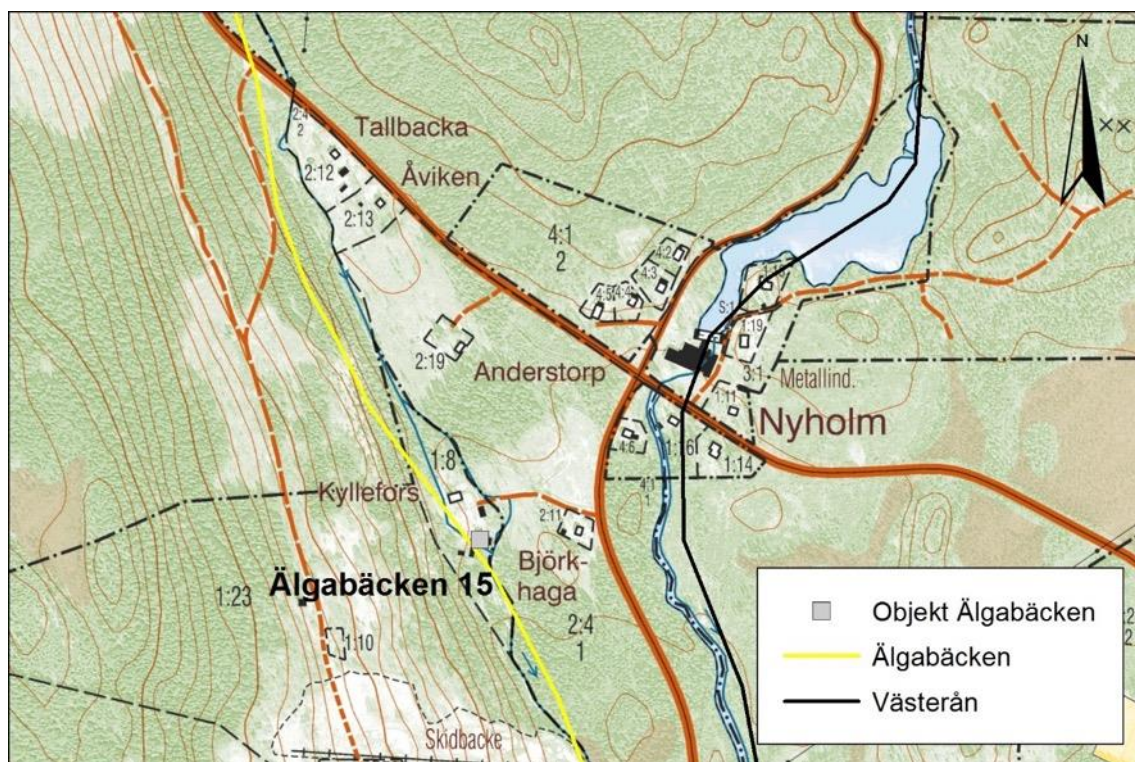 N
Tallbacka
2:4
2
Åviken
2:12
2:13
4:1
2
4:2
4:3
4:4
4:5
S:1
1:19
2:19
Anderstorp
3:1
Metallind.
1:11
Nyholm
4:6
1:16
1:14
1:8
Kyllefors
4:1
1
2:11
Björk-
haga
Älgabäcken 15
1:23
2:4
1
1:10
Skidbacke
Objekt Älgabäcken
Älgabäcken
Västerån